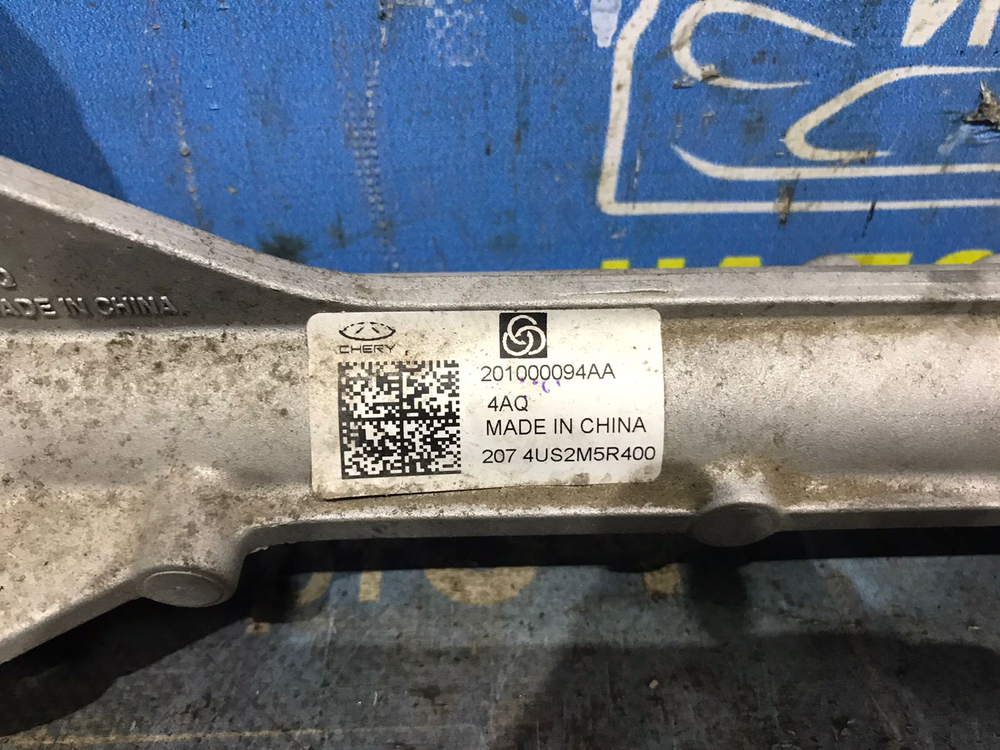 MADE IN CHINA
CHERY
201000094AA
4AQ
MADE IN CHINA
207 4US2M5R400